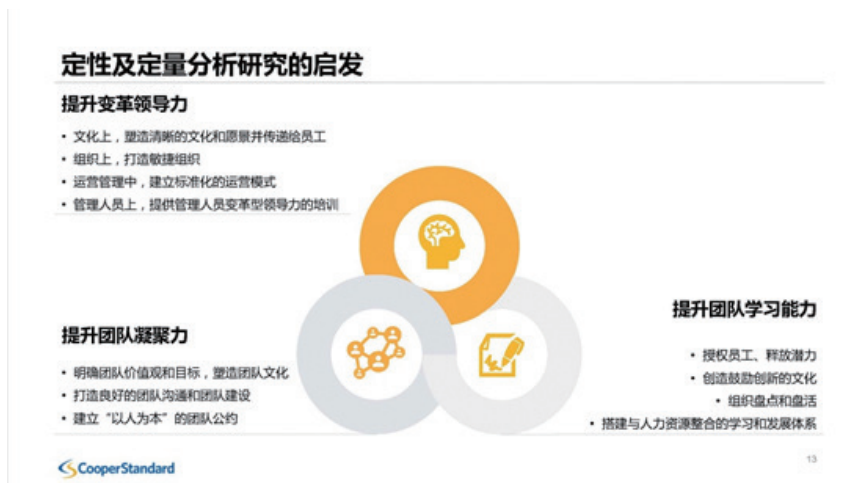 定性及定量分析研究的启发
提升变革领导力
• 文化上，塑造清晰的文化和愿景并传递给员工
• 组织上，打造敏捷组织
• 运营管理中，建立标准化的运营模式
• 管理人员上，提供管理人员变革型领导力的培训
提升团队凝聚力
• 明确团队价值观和目标，塑造团队文化
• 打造良好的团队沟通和团队建设
• 建立“以人为本”的团队公约
提升团队学习能力
• 授权员工、释放潜力
• 创造鼓励创新的文化
• 组织盘点和盘活
• 搭建与人力资源整合的学习和发展体系
CooperStandard
13